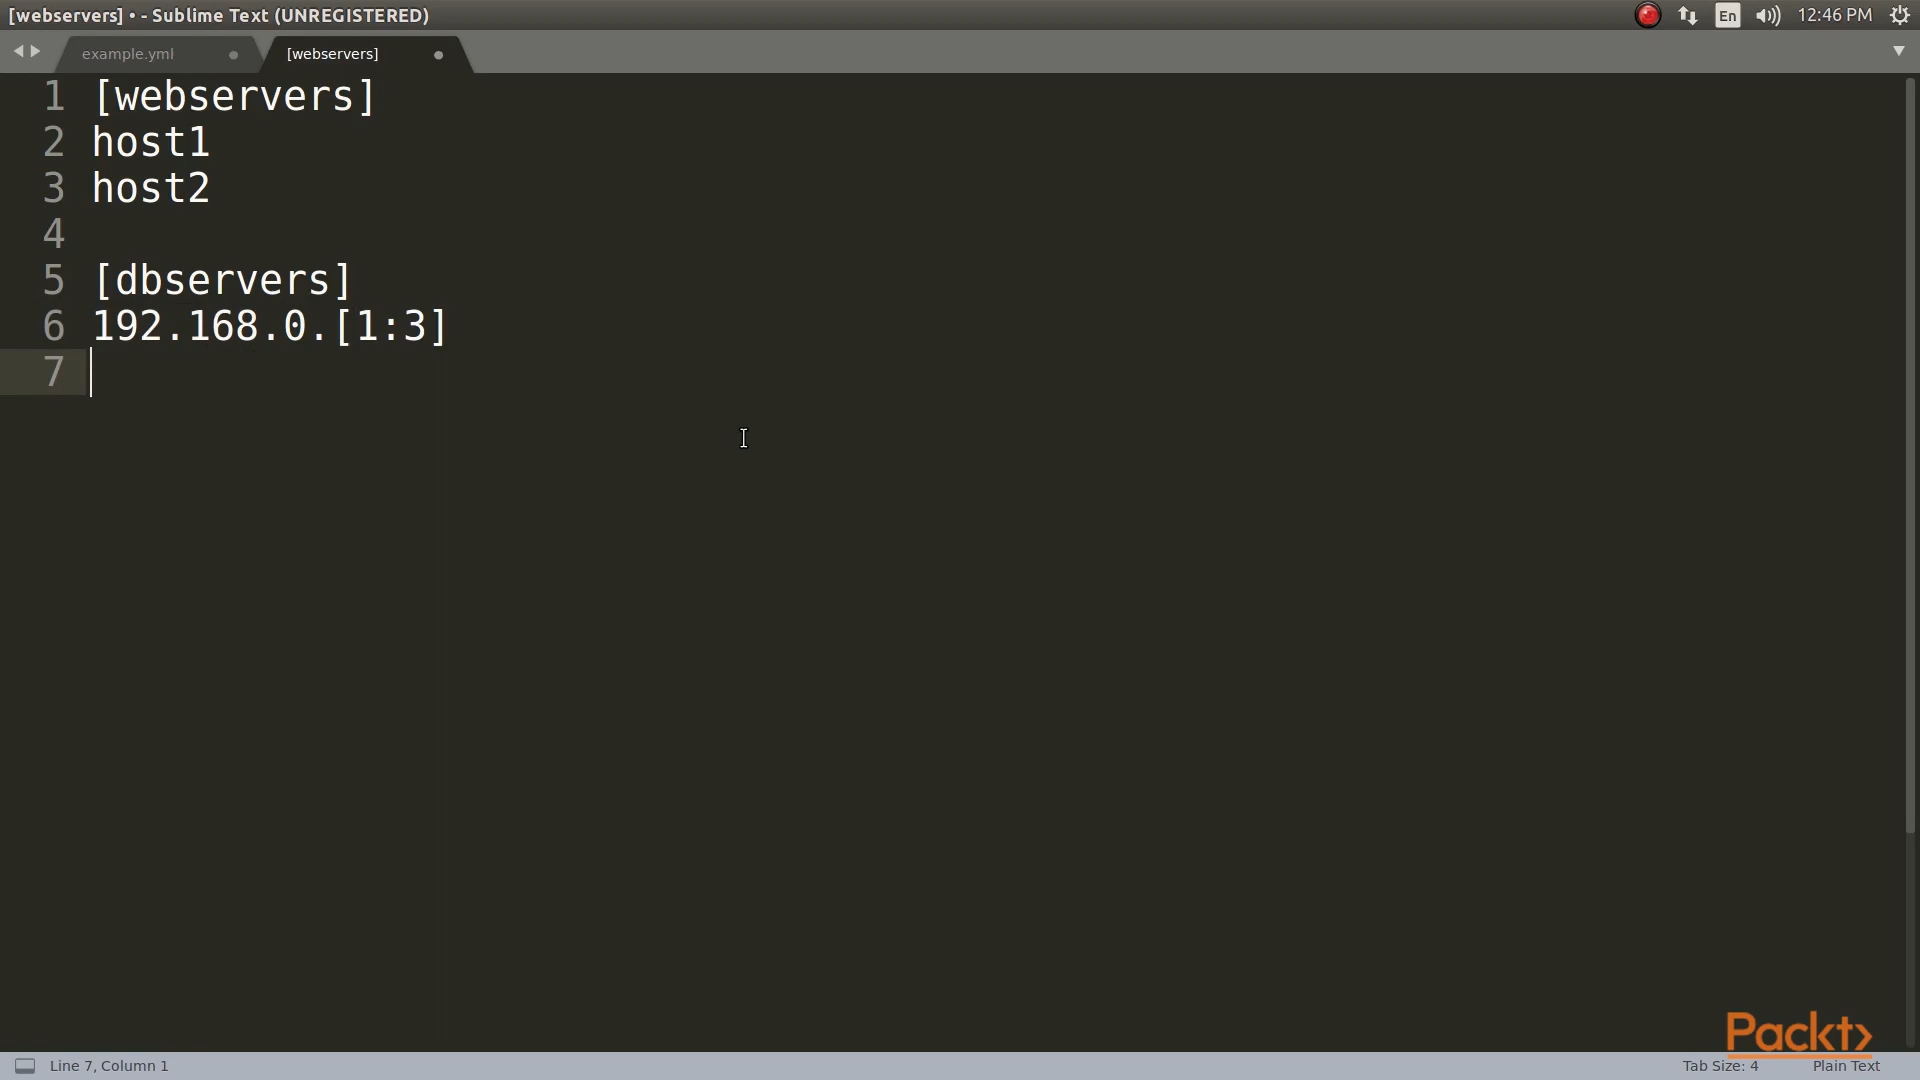 [webservers] • - Sublime Text (UNREGISTERED)
En
12:46 PM
example.yml
[webservers]
1 [webservers]
2 host1
3 host2
4
5 [dbservers]
6 192.168.0.[1:3]
7
Packt>
Line 7, Column 1
Tab Size: 4
Plain Text